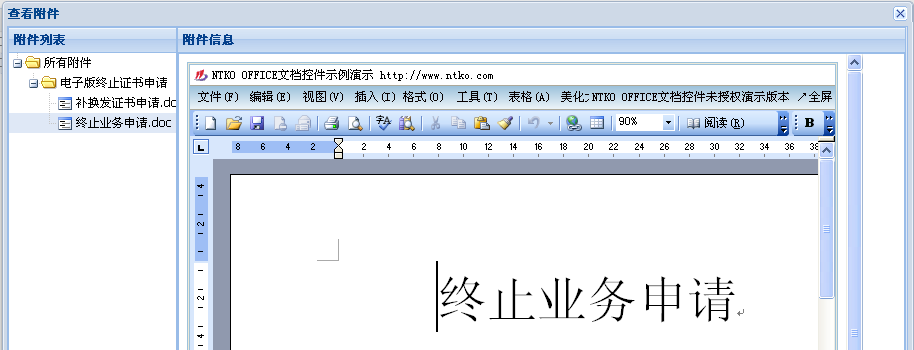 查看附件
附件列表
附件信息
所有附件
电子版终止证书申请
补换发证书申请.dc
终止业务申请.doc
NTKO OFFICE文档控件示例演示 http://www.ntko.com
文件(F) 编辑(E) 视图(V) 插入(I) 格式(O) 工具(T) 表格(A) 美化;NTKO OFFICE文档控件未授权演示版本 ↗全屏
90% 阅读(R) B
L 8 6 4 2 2 4 6 8 10 12 14 16 18 20 22 24 26 28 30 32 34 36 38
4
2
2
4
终止业务申请